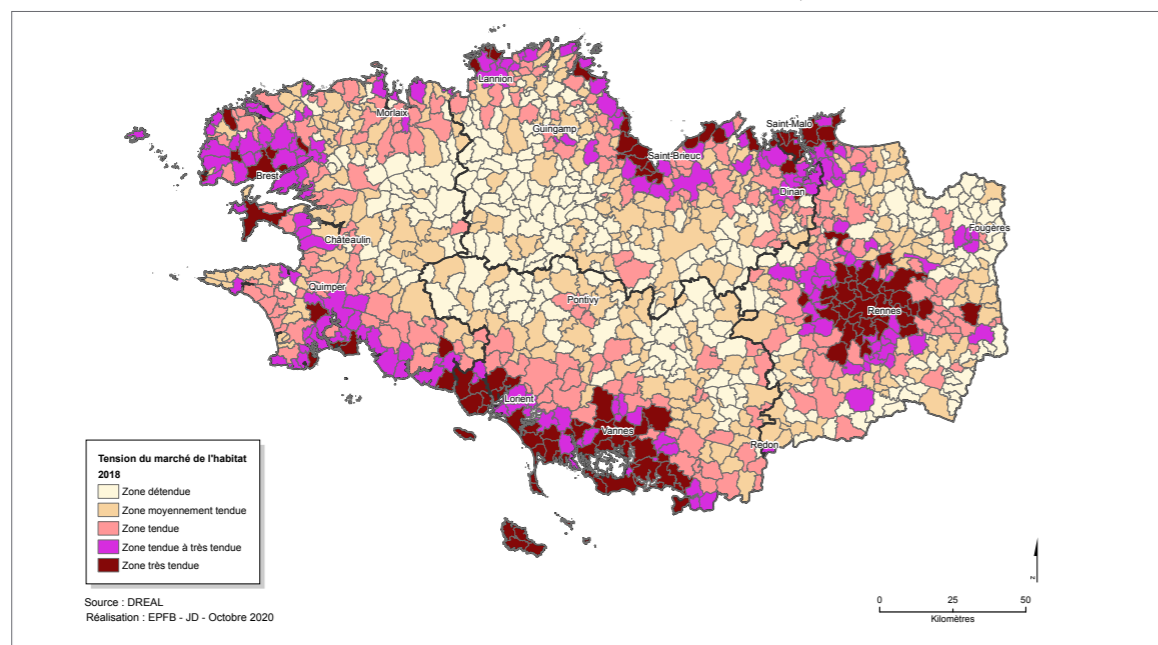 Lannion
Morlaix
Guingamp
Saint-Malo
Saint-Brieuc
Brest
Dinan
Fougères
Châteaulin
Quimper
Pontivy
Rennes
Lorient
Vannes
Redon
Tension du marché de l'habitat
2018
Zone détendue
Zone moyennement tendue
Zone tendue
Zone tendue à très tendue
Zone très tendue
Source : DREAL
Réalisation : EPFB - JD - Octobre 2020
z
0 25 50
Kilomètres